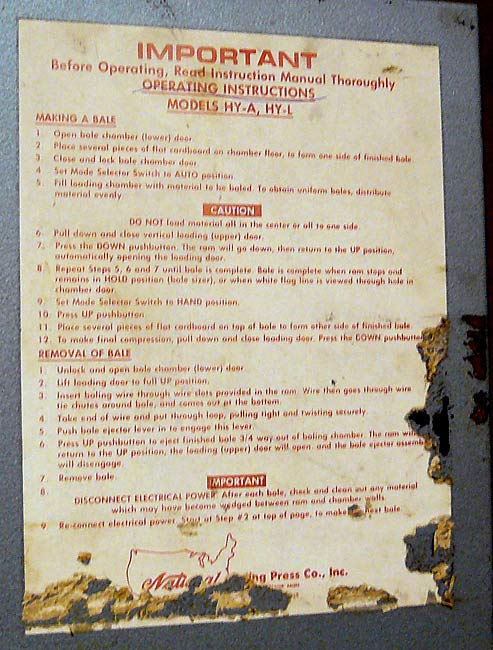 IMPORTANT
Before Operating, Read Instruction Manual Thoroughly
OPERATING INSTRUCTIONS
MODELS HY-A, HY-L
MAKING A BALE
1. Open bale chamber (lower) door.
2. Place several pieces of flat cardboard on chamber floor, to form one side of finished bale
3. Close and lock bale chamber door.
4. Set Mode Selector Switch to AUTO position.
5. Fill loading chamber with material to be baled. To obtain uniform bales, distribute
material evenly.
CAUTION
DO NOT load material all in the center or all to one side.
6. Pull down and close vertical loading (upper) door.
7. Press the DOWN pushbutton. The ram will go down, then return to the UP position,
automatically opening the loading door.
8. Repeat Steps 5, 6 and 7 until bale is complete. Bale is complete when ram stops and
remains in HOLD position (bale sizer), or when white flag line is viewed through hole in
chamber door.
9. Set Mode Selector Switch to HAND position.
10. Press UP pushbutton.
11. Place several pieces of flat cardboard on top of bale to form other side of finished bale.
12. To make final compression, pull down and close loading door. Press the DOWN pushbutton
REMOVAL OF BALE
1. Unlock and open bale chamber (lower) door.
2. Lift loading door to full UP position.
3. Insert baling wire through wire slots provided in the ram. Wire then goes through wire
tie chutes around bale, and comes out at the bottom.
4. Take end of wire and put through loop, pulling tight and twisting securely.
5. Push bale ejector lever in to engage this lever.
6. Press UP pushbutton to eject finished bale 3/4 way out of baling chamber. The ram will
return to the UP position, the loading (upper) door will open, and the bale ejector assem
will disengage.
7. Remove bale.
IMPORTANT
8. DISCONNECT ELECTRICAL POWER. After each bale, check and clean out any material
which may have become wedged between ram and chamber walls.
9. Re-connect electrical power. Start at Step #2 at top of page, to make next bale.
National ing Press Co., Inc.